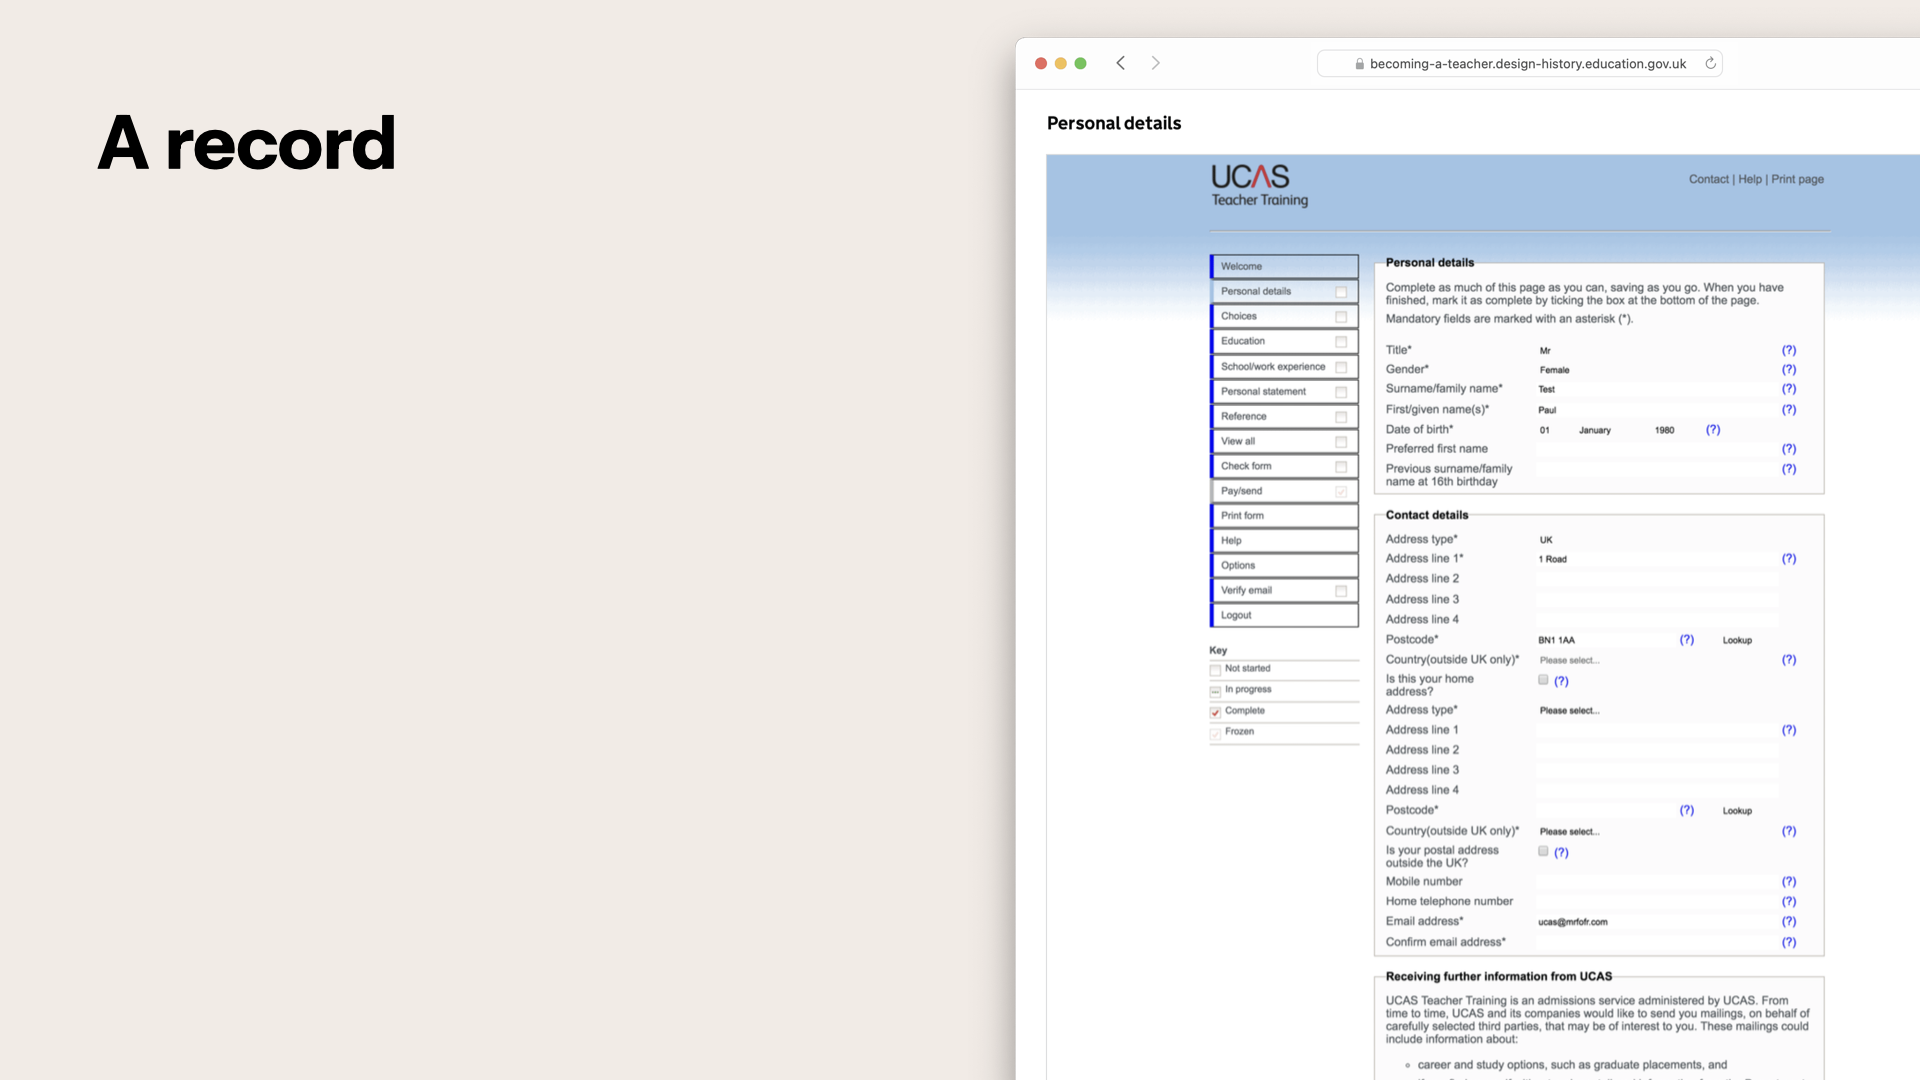 A record
becoming-a-teacher.design-history.education.gov.uk
Personal details
UCAS
Teacher Training
Contact | Help | Print page
Welcome
Personal details
Choices
Education
School/work experience
Personal statement
Reference
View all
Check form
Pay/send
Print form
Help
Options
Verify email
Logout
Key
Not started
In progress
Complete
Frozen
Personal details
Complete as much of this page as you can, saving as you go. When you have
finished, mark it as complete by ticking the box at the bottom of the page.
Mandatory fields are marked with an asterisk (*).
Title* Mr (?)
Gender* Female (?)
Surname/family name* Test (?)
First/given name(s)* Paul (?)
Date of birth* 01 January 1980 (?)
Preferred first name (?)
Previous surname/family (?)
name at 16th birthday
Contact details
Address type* UK
Address line 1* 1 Road (?)
Address line 2
Address line 3
Address line 4
Postcode* BN1 1AA (?) Lookup
Country(outside UK only)* Please select... (?)
Is this your home (?)
address?
Address type* Please select...
Address line 1 (?)
Address line 2
Address line 3
Address line 4
Postcode* (?) Lookup
Country(outside UK only)* Please select... (?)
Is your postal address (?)
outside the UK?
Mobile number (?)
Home telephone number (?)
Email address* ucas@mrfofr.com (?)
Confirm email address* (?)
Receiving further information from UCAS
UCAS Teacher Training is an admissions service administered by UCAS. From
time to time, UCAS and its companies would like to send you mailings, on behalf of
carefully selected third parties, that may be of interest to you. These mailings could
include information about:
career and study options, such as graduate placements, and